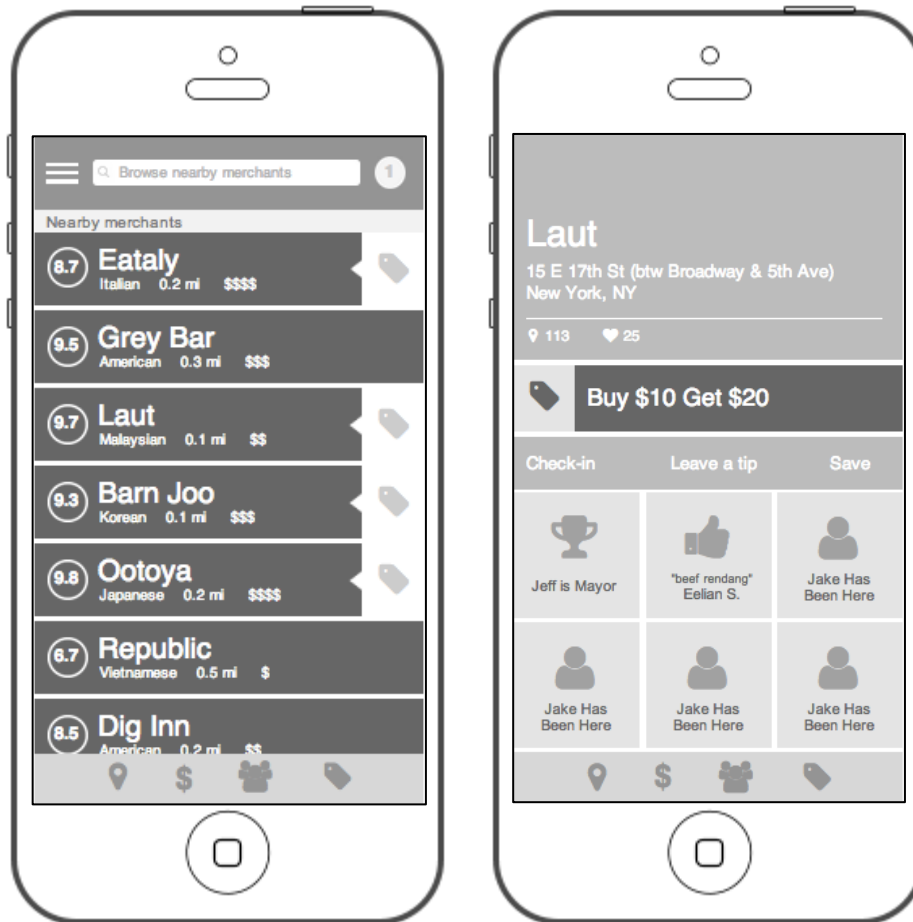 Browse nearby merchants
1
Nearby merchants
8.7
Eataly
Italian 0.2 mi $$$$
9.5
Grey Bar
American 0.3 mi $$$
9.7
Laut
Malaysian 0.1 mi $$
9.3
Barn Joo
Korean 0.1 mi $$$
9.8
Ootoya
Japanese 0.2 mi $$$$
6.7
Republic
Vietnamese 0.5 mi $
8.5
Dig Inn
American 0.2 mi $$
$
Laut
15 E 17th St (btw Broadway & 5th Ave)
New York, NY
113 25
Buy $10 Get $20
Check-in Leave a tip Save
Jeff is Mayor
"beef rendang"
Eelian S.
Jake Has
Been Here
Jake Has
Been Here
Jake Has
Been Here
Jake Has
Been Here
$